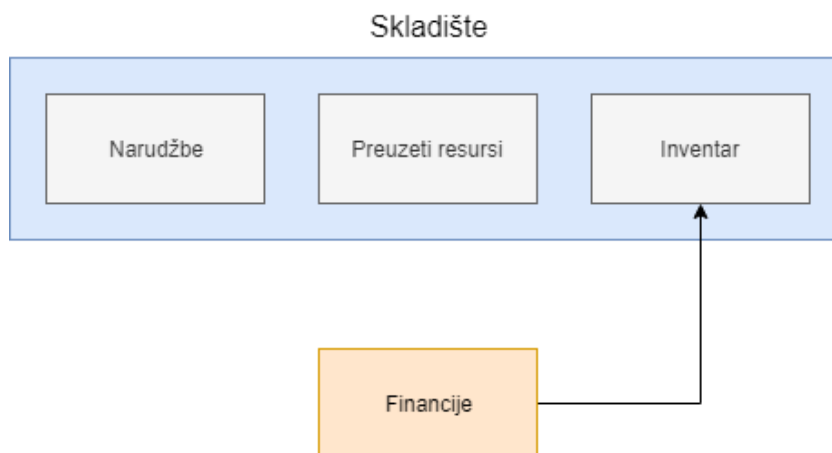 Skladište
Narudžbe
Preuzeti resursi
Inventar
Financije